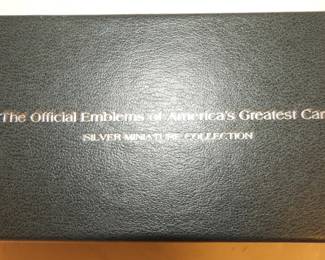 The Official Emblems of America's Greatest Car
SILVER MINIATURE COLLECTION